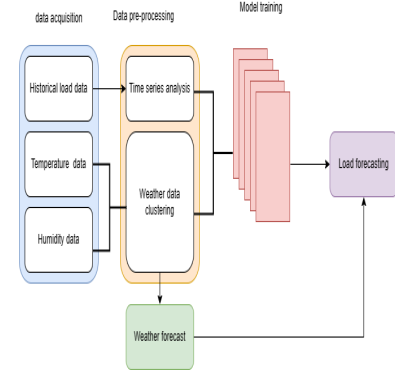 data acquisition
Data pre-processing
Model training
Historical load data
Time series analysis
Temperature data
Weather data
clustering
Humidity data
Load forecasting
Weather forecast